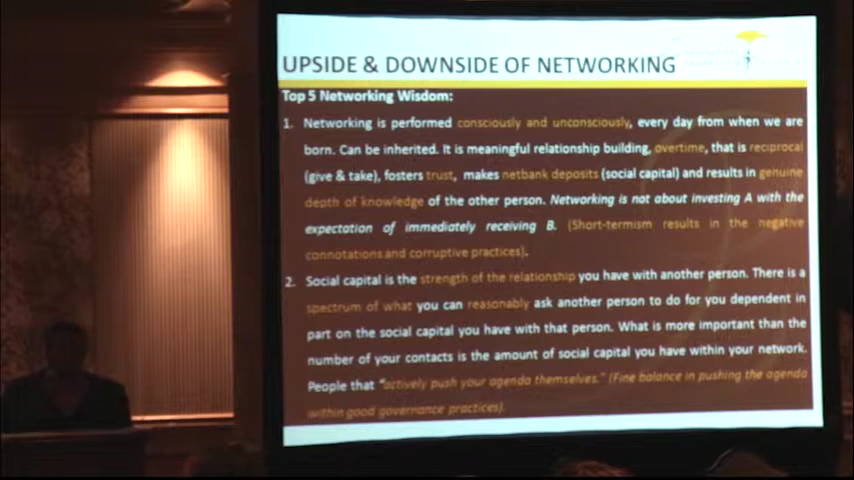 UPSIDE & DOWNSIDE OF NETWORKING
Top 5 Networking Wisdom:
1. Networking is performed consciously and unconsciously, every day from when we are
born. Can be inherited. It is meaningful relationship building, overtime, that is reciprocal
(give & take), fosters trust, makes netbank deposits (social capital) and results in genuine
depth of knowledge of the other person. Networking is not about investing A with the
expectation of immediately receiving B. (Short-termism results in the negative
connotations and corruptive practices).
2. Social capital is the strength of the relationship you have with another person. There is a
spectrum of what you can reasonably ask another person to do for you dependent in
part on the social capital you have with that person. What is more important than the
number of your contacts is the amount of social capital you have within your network.
People that "actively push your agenda themselves." (Fine balance in pushing the agenda
within good governance practices).